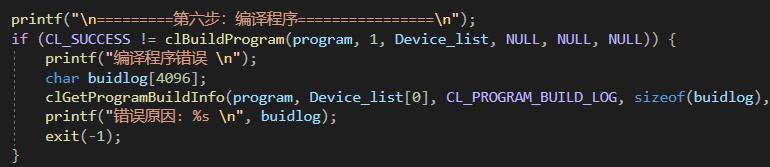 printf("\n=========第六步：编译程序================\n");
if (CL_SUCCESS != clBuildProgram(program, 1, Device_list, NULL, NULL, NULL)) {
printf("编译程序错误 \n");
char buidlog[4096];
clGetProgramBuildInfo(program, Device_list[0], CL_PROGRAM_BUILD_LOG, sizeof(buidlog),
printf("错误原因：%s \n", buidlog);
exit(-1);
}